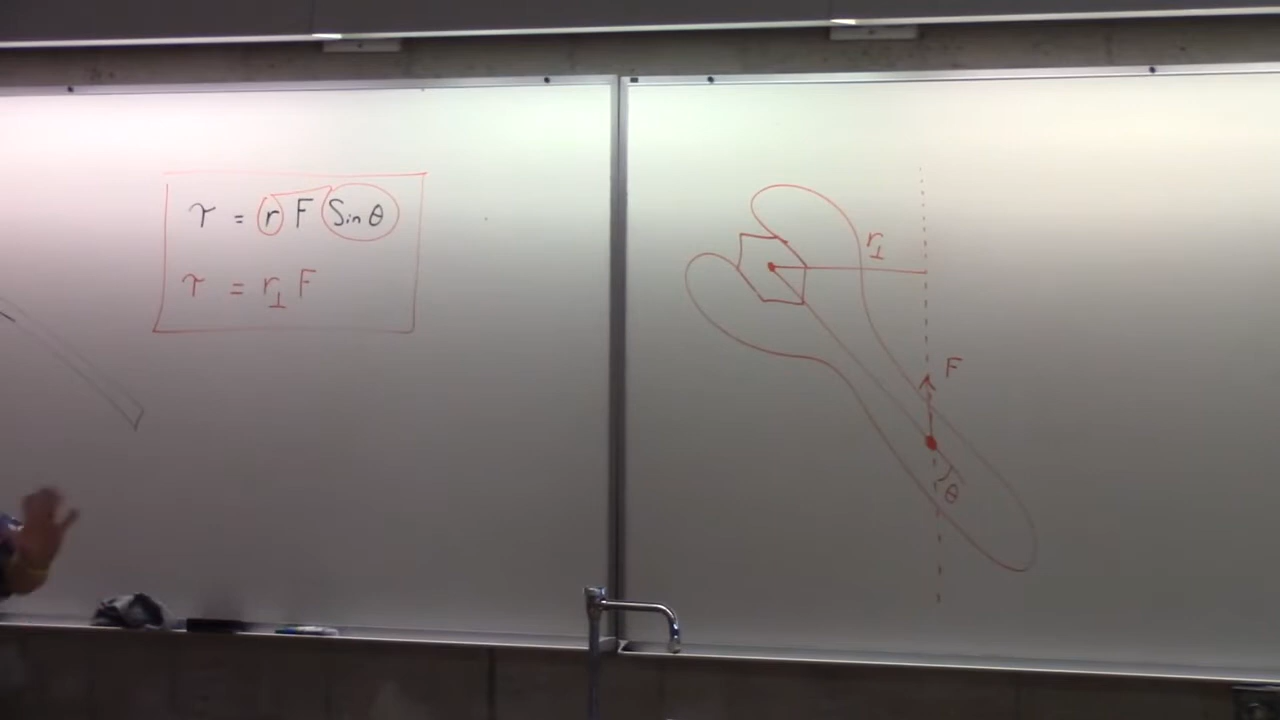 τ = r F Sin θ
τ = r⊥ F
r⊥
F
θ